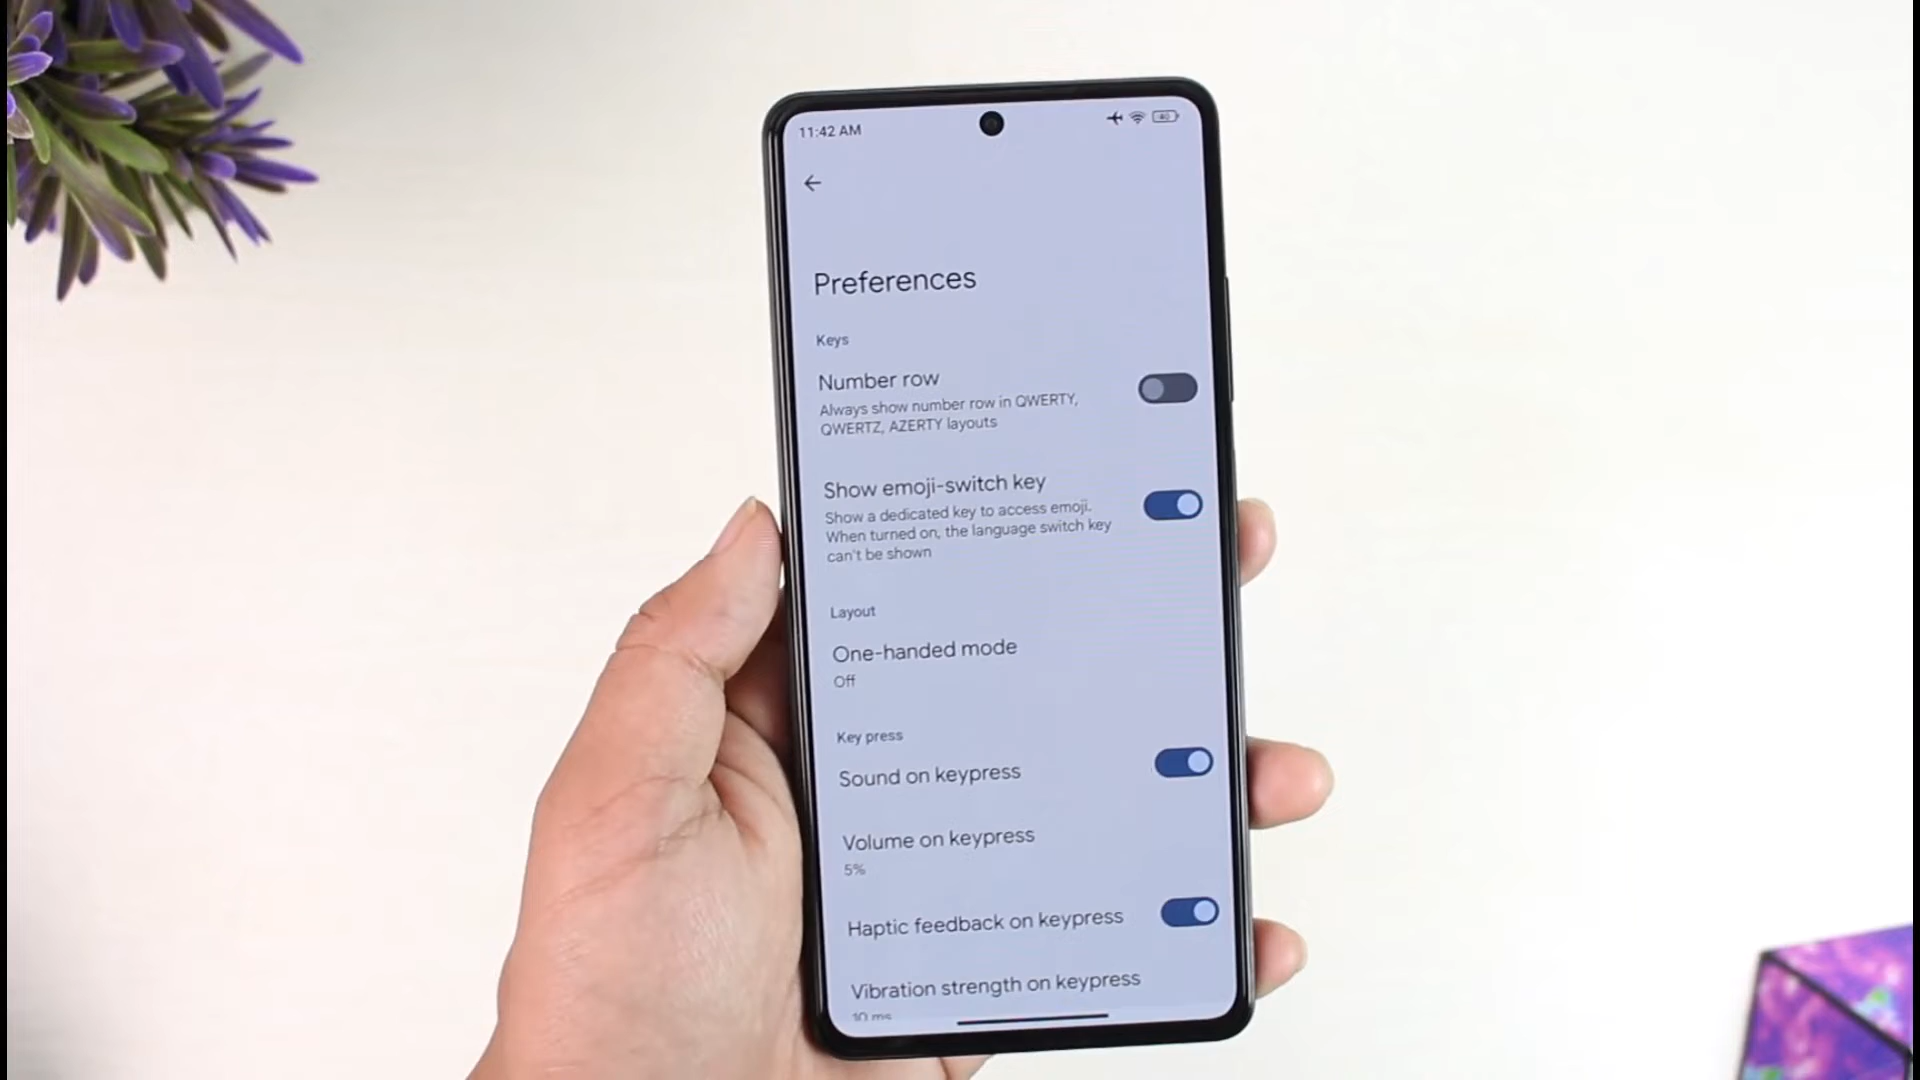 11:42 AM
Preferences
Keys
Number row
Always show number row in QWERTY,
QWERTZ, AZERTY layouts
Show emoji-switch key
Show a dedicated key to access emoji.
When turned on, the language switch key
can't be shown
Layout
One-handed mode
Off
Key press
Sound on keypress
Volume on keypress
5%
Haptic feedback on keypress
Vibration strength on keypress
10 ms